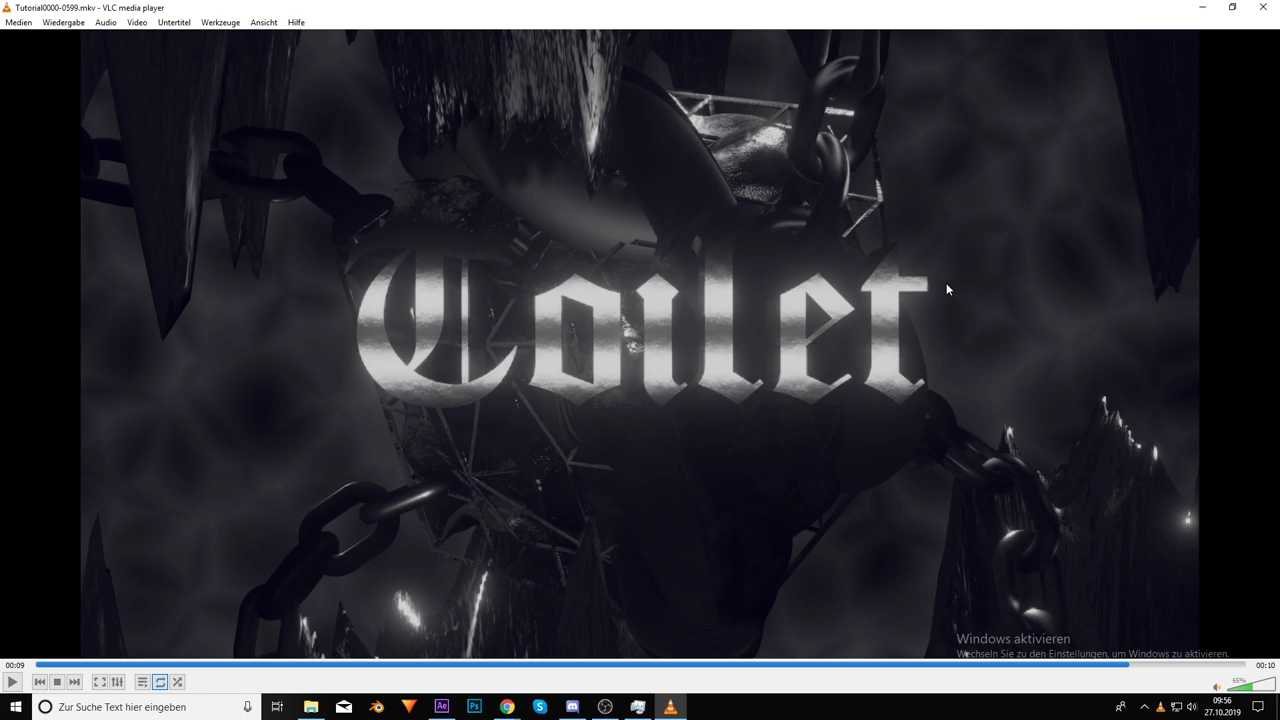 Tutorial0000-0599.mkv - VLC media player
Medien Wiedergabe Audio Video Untertitel Werkzeuge Ansicht Hilfe
Toilet
Windows aktivieren
Wechseln Sie zu den Einstellungen, um Windows zu aktivieren.
00:09
00:10
65%
Zur Suche Text hier eingeben
Ae
Ps
09:56
27.10.2019